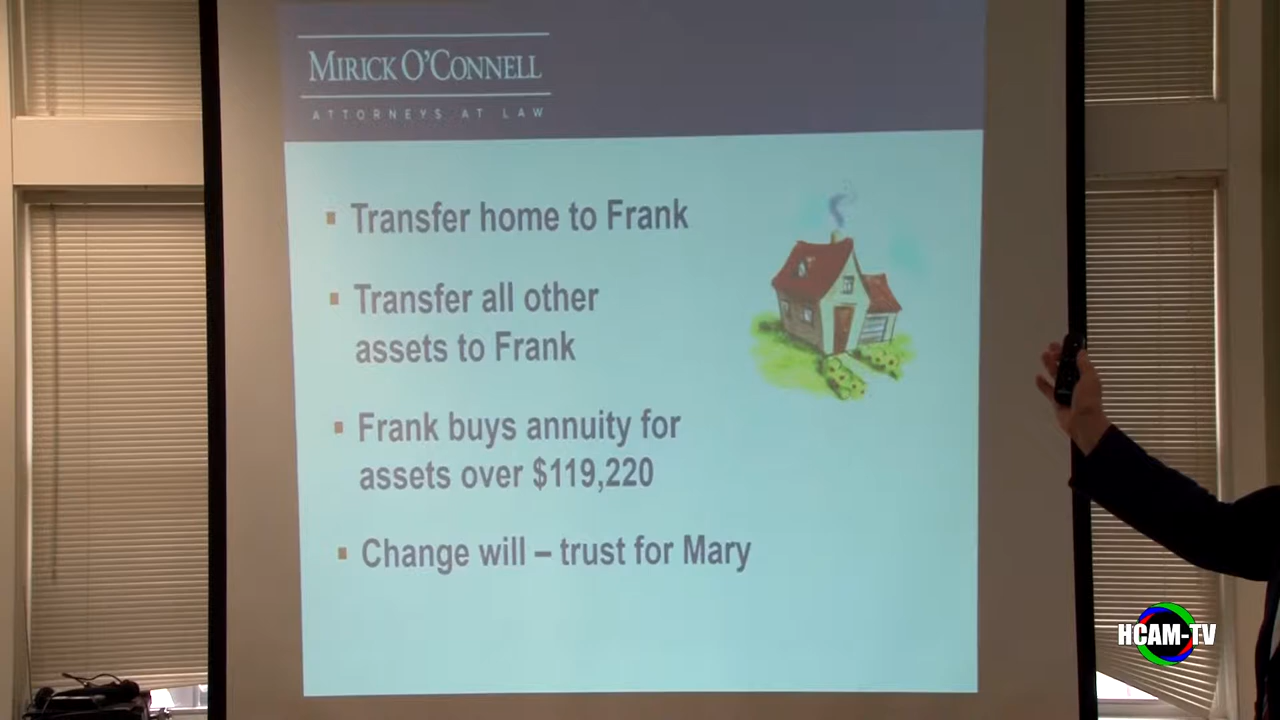 MIRICK O'CONNELL
ATTORNEYS AT LAW
▪ Transfer home to Frank
▪ Transfer all other
assets to Frank
▪ Frank buys annuity for
assets over $119,220
▪ Change will – trust for Mary
HCAM-TV